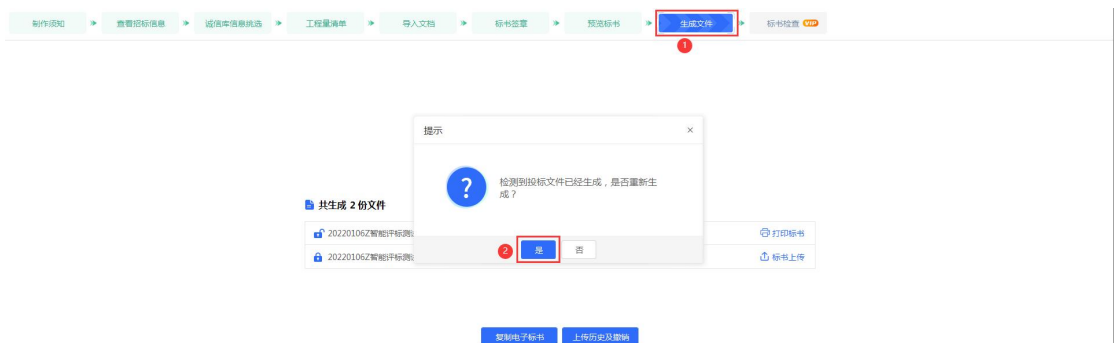 制作须知 查看招标信息 诚信库信息挑选 工程量清单 导入文档 标书签章 预览标书 生成文件 标书检查 VIP
1
提示 ×
检测到投标文件已经生成，是否重新生
成？
共生成 2 份文件
20220106Z智能评标测 打印标书
2 是 否
20220106Z智能评标测 标书上传
复制电子标书 上传历史及撤销